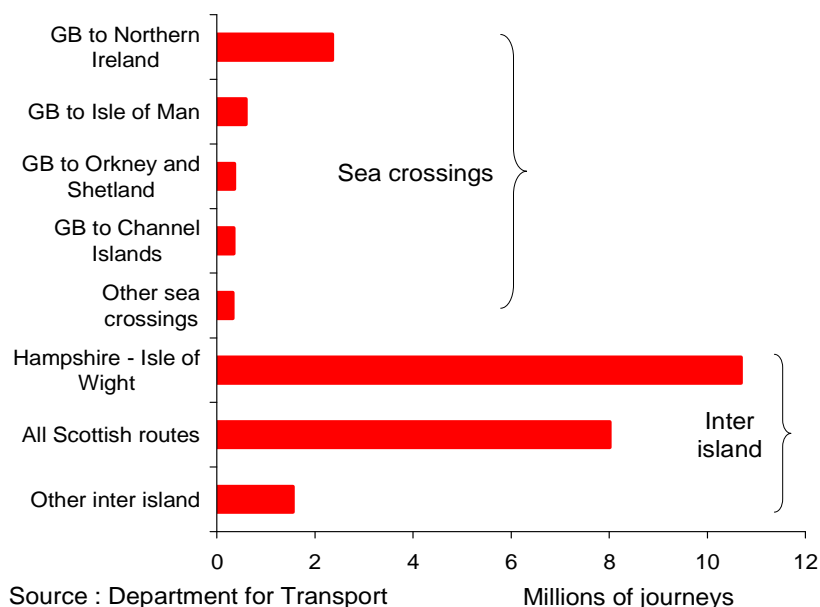 GB to Northern
Ireland
GB to Isle of Man
GB to Orkney and
Shetland
GB to Channel
Islands
Other sea
crossings
Hampshire - Isle of
Wight
All Scottish routes
Other inter island
Sea crossings
Inter
island
0 2 4 6 8 10 12
Source : Department for Transport
Millions of journeys